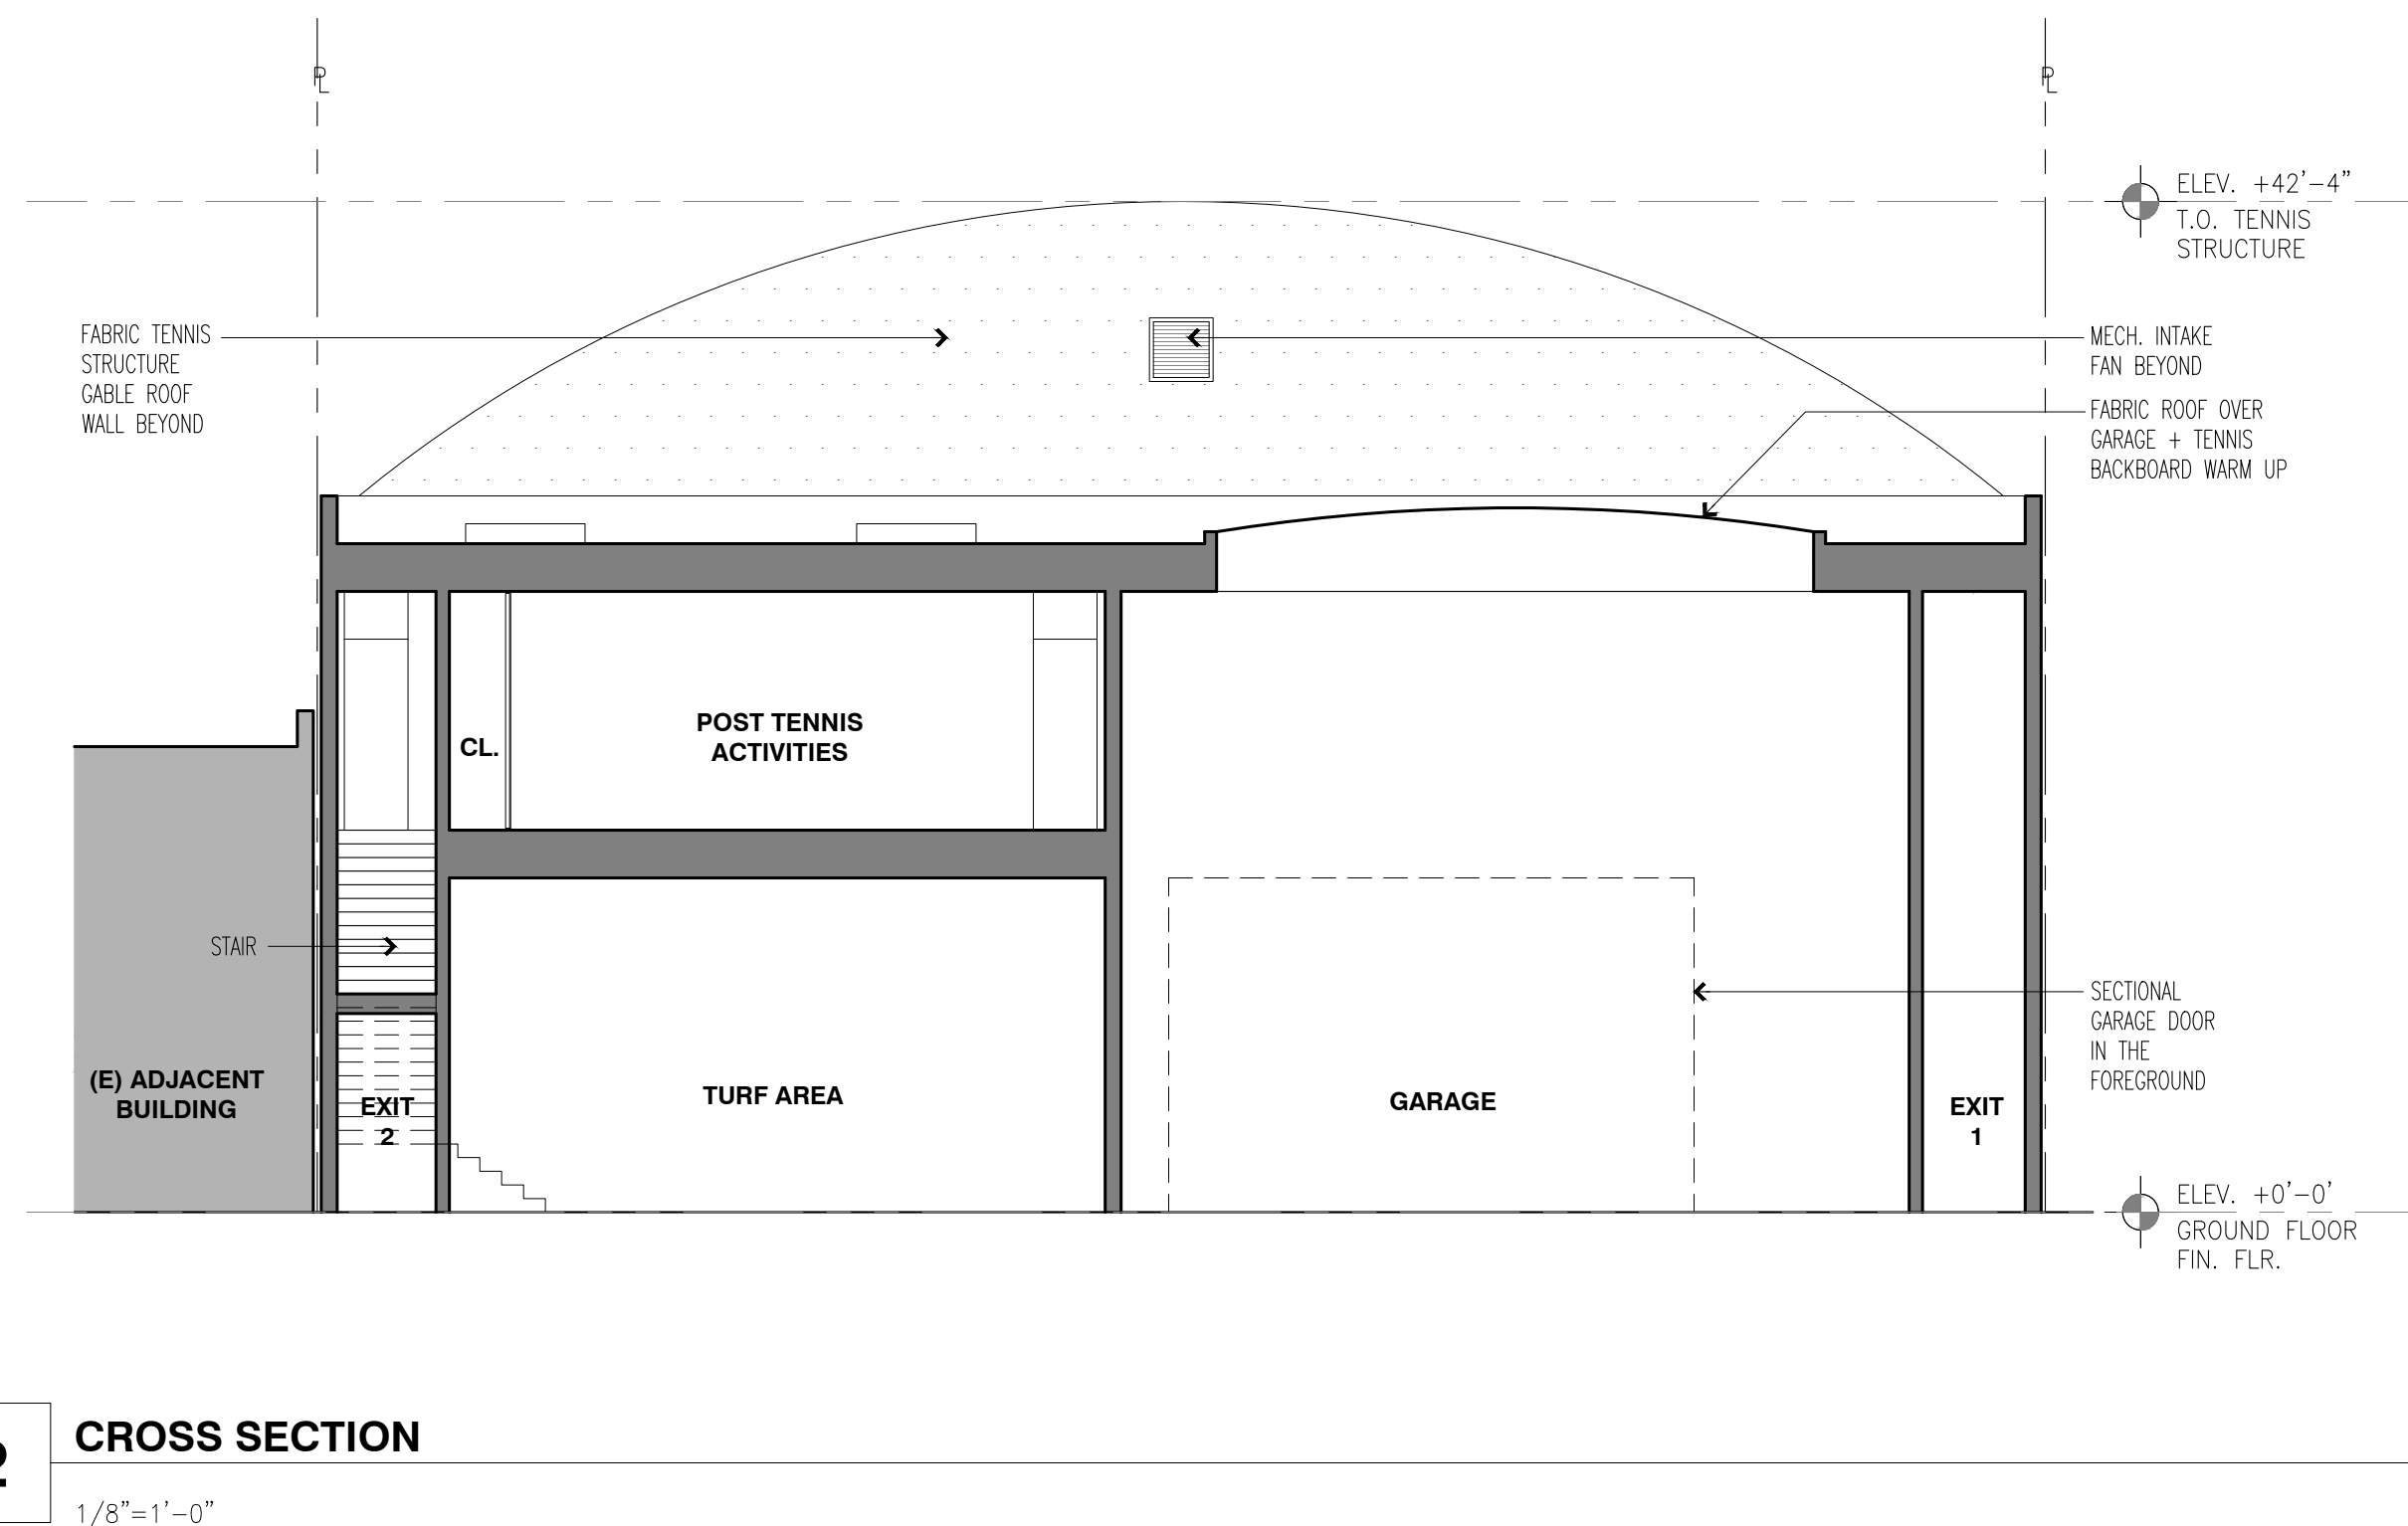 PL
PL
ELEV. +42'-4"
T.O. TENNIS
STRUCTURE
FABRIC TENNIS
STRUCTURE
GABLE ROOF
WALL BEYOND
MECH. INTAKE
FAN BEYOND
FABRIC ROOF OVER
GARAGE + TENNIS
BACKBOARD WARM UP
CL.
POST TENNIS
ACTIVITIES
STAIR
(E) ADJACENT
BUILDING
EXIT
2
TURF AREA
GARAGE
SECTIONAL
GARAGE DOOR
IN THE
FOREGROUND
EXIT
1
ELEV. +0'-0'
GROUND FLOOR
FIN. FLR.
2
CROSS SECTION
1/8"=1'-0"